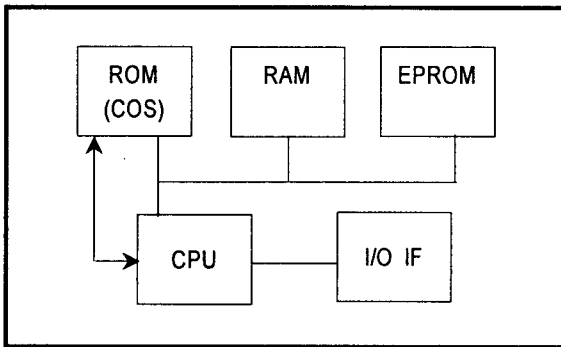 ROM
(COS)
RAM
EPROM
CPU
I/O IF